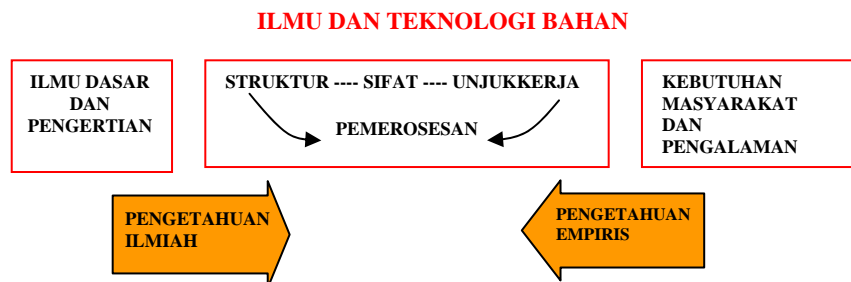 ILMU DAN TEKNOLOGI BAHAN
ILMU DASAR
DAN
PENGERTIAN
STRUKTUR ---- SIFAT ---- UNJUKKERJA
PEMEROSESAN
KEBUTUHAN
MASYARAKAT
DAN
PENGALAMAN
PENGETAHUAN
ILMIAH
PENGETAHUAN
EMPIRIS